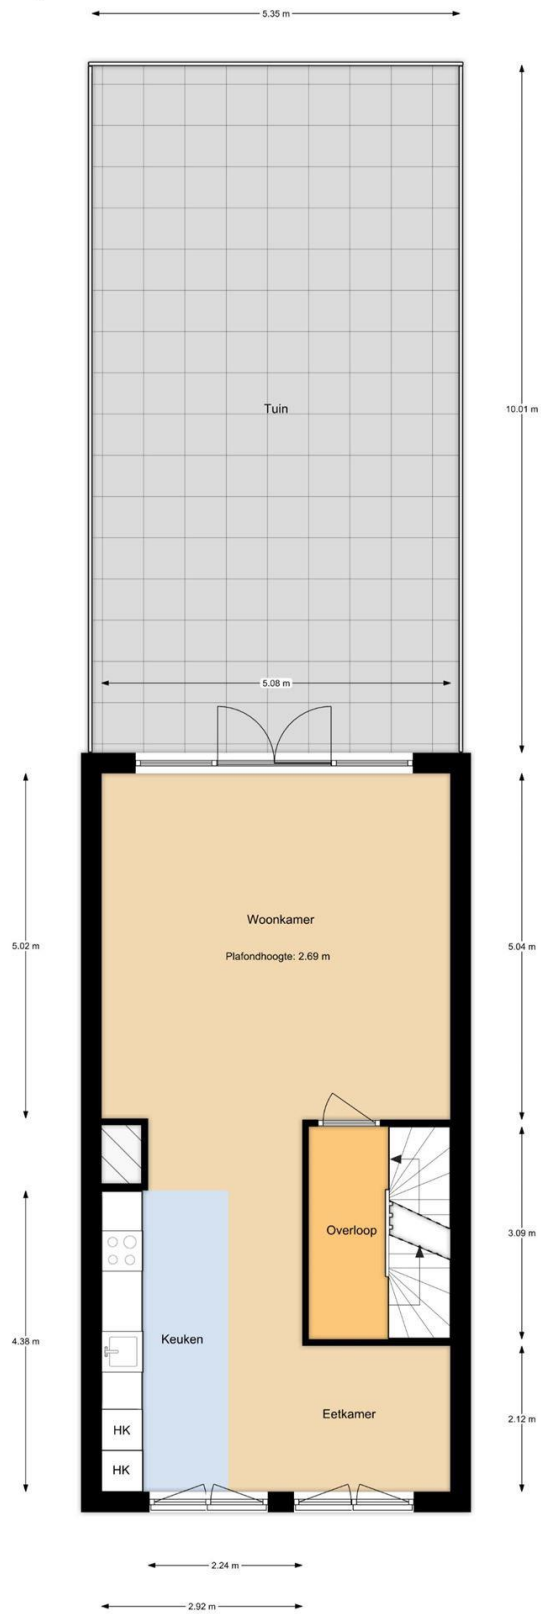 5.35 m
Tuin
10.01 m
5.08 m
Woonkamer
5.02 m
5.04 m
Plafondhoogte: 2.69 m
Overloop
3.09 m
Keuken
4.38 m
Eetkamer
2.12 m
HK
HK
2.24 m
2.92 m